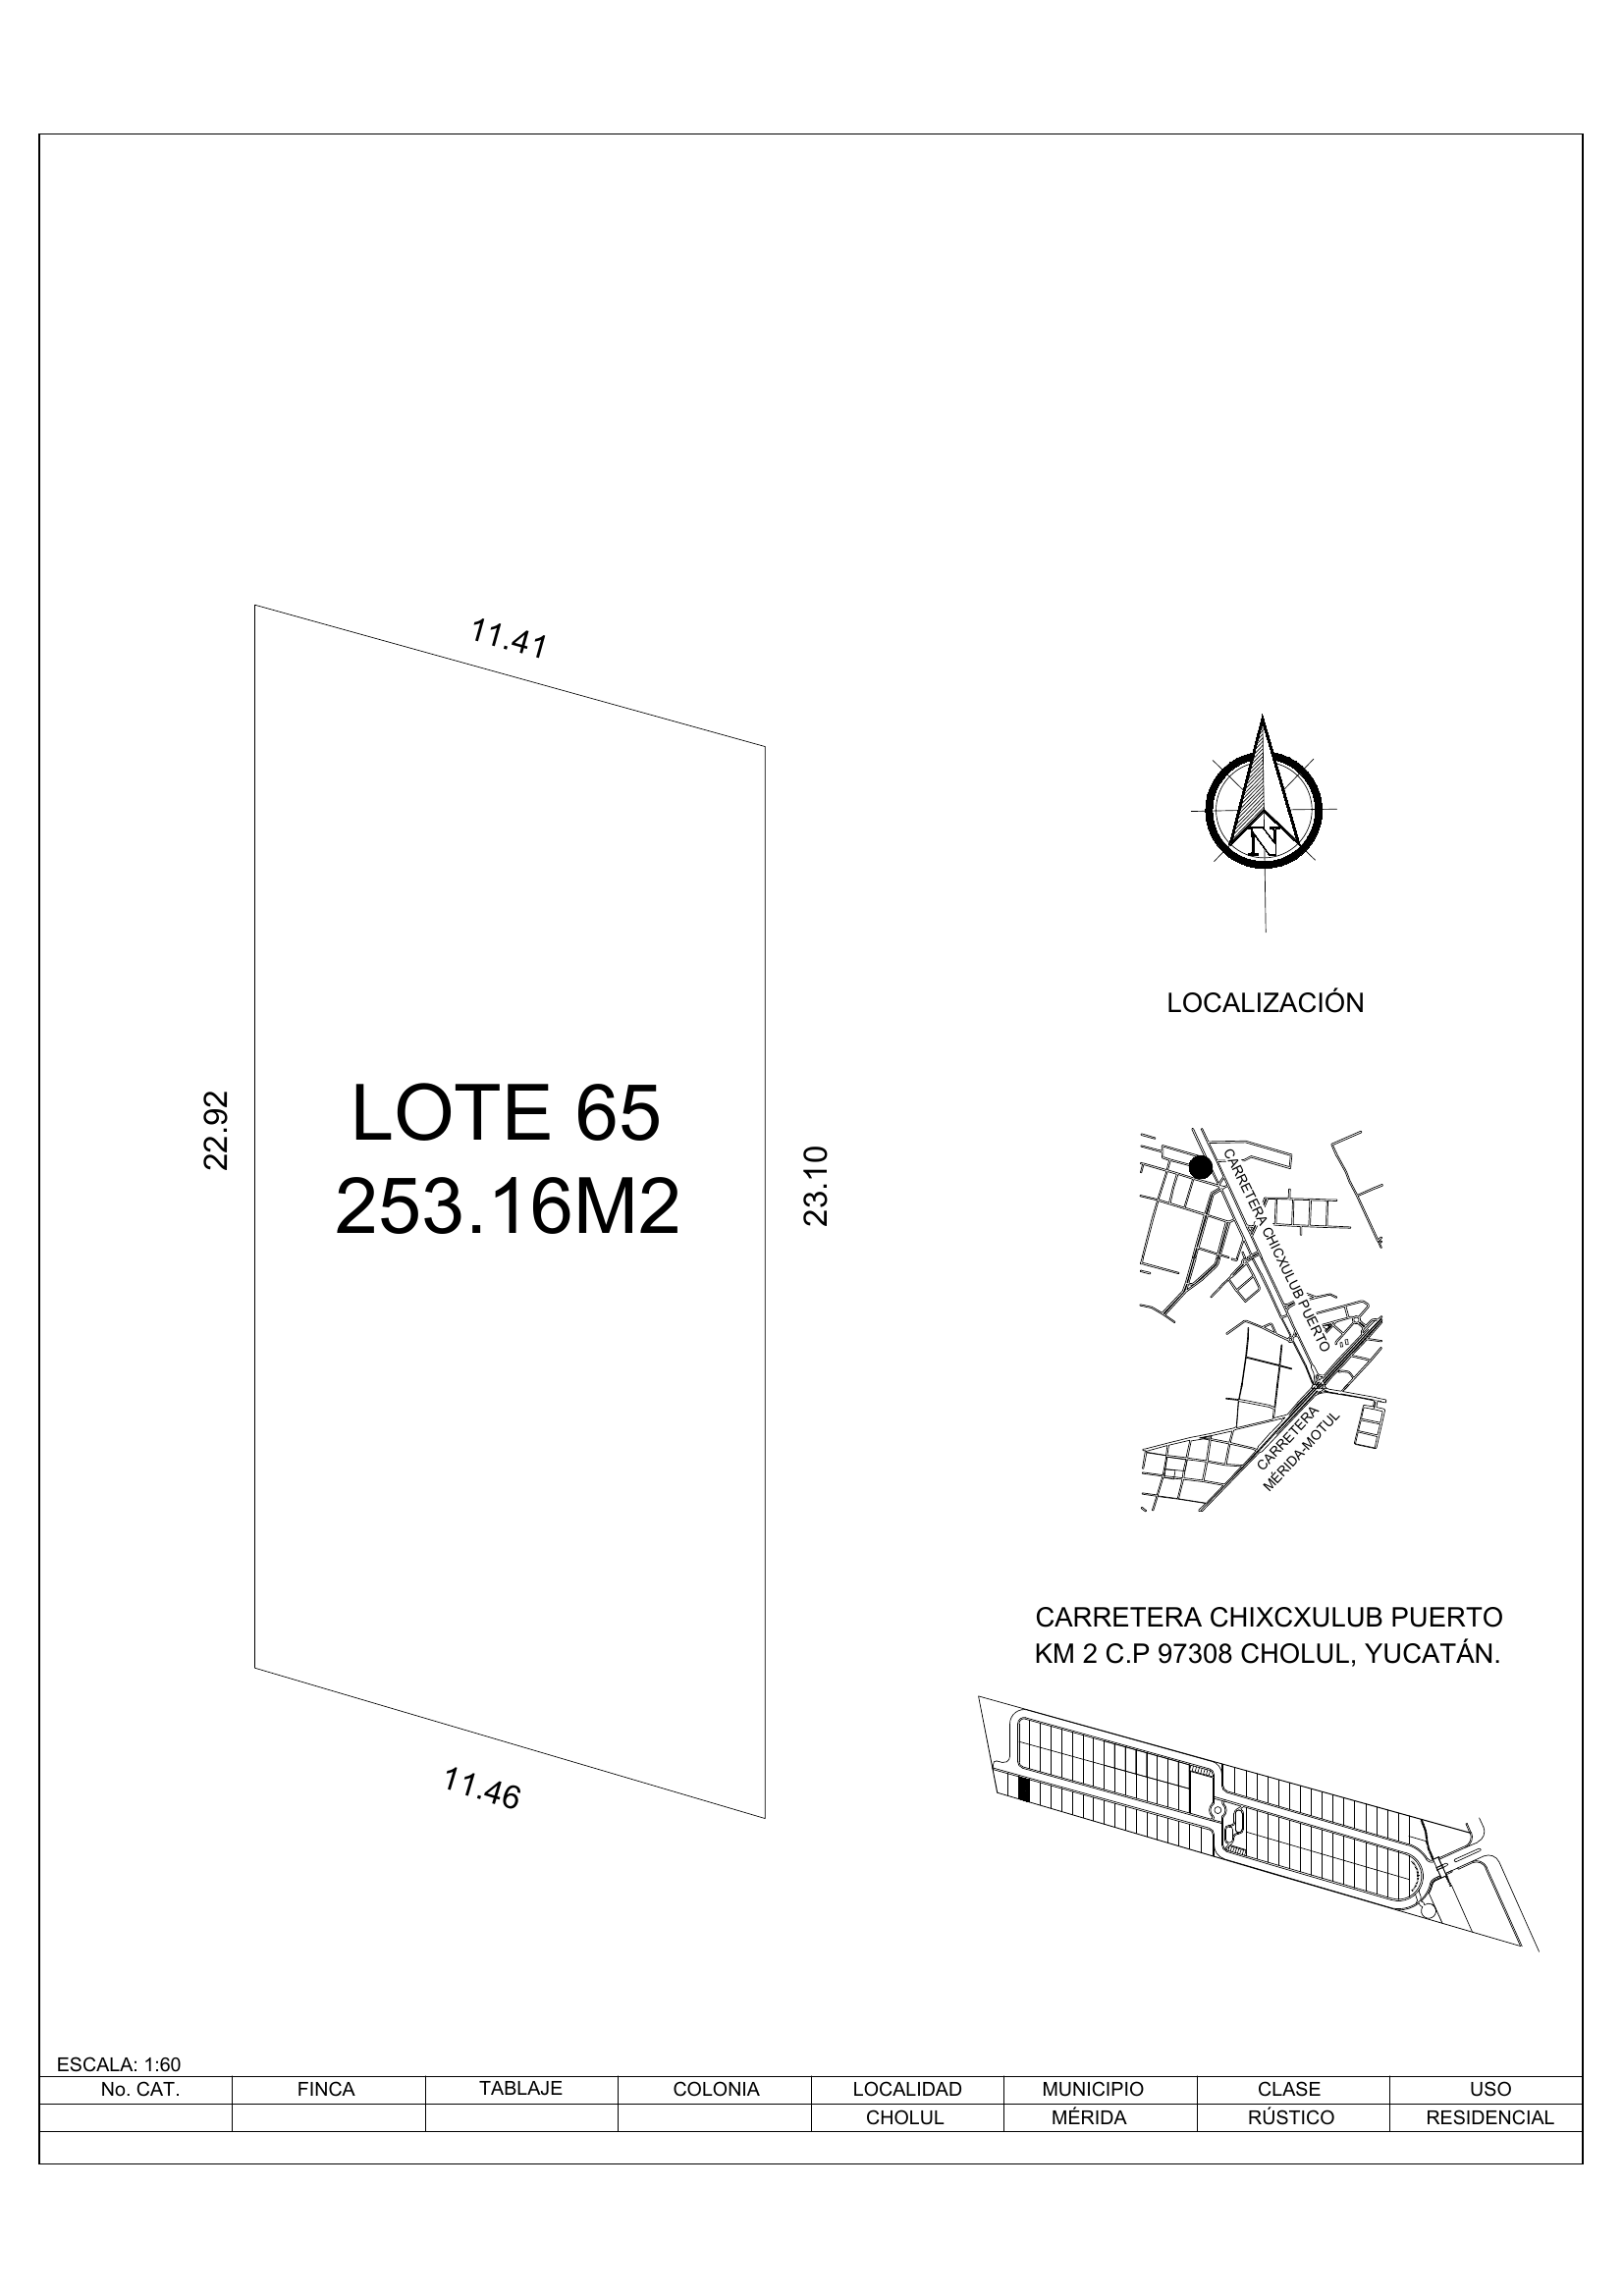 11.41
22.92
LOTE 65
253.16M2
23.10
11.46
N
LOCALIZACIÓN
CARRETERA CHICXULUB PUERTO
CARRETERA
MÉRIDA-MOTUL
CARRETERA CHIXCXULUB PUERTO
KM 2 C.P 97308 CHOLUL, YUCATÁN.
ESCALA: 1:60
No. CAT. FINCA TABLAJE COLONIA LOCALIDAD MUNICIPIO CLASE USO
CHOLUL MÉRIDA RÚSTICO RESIDENCIAL